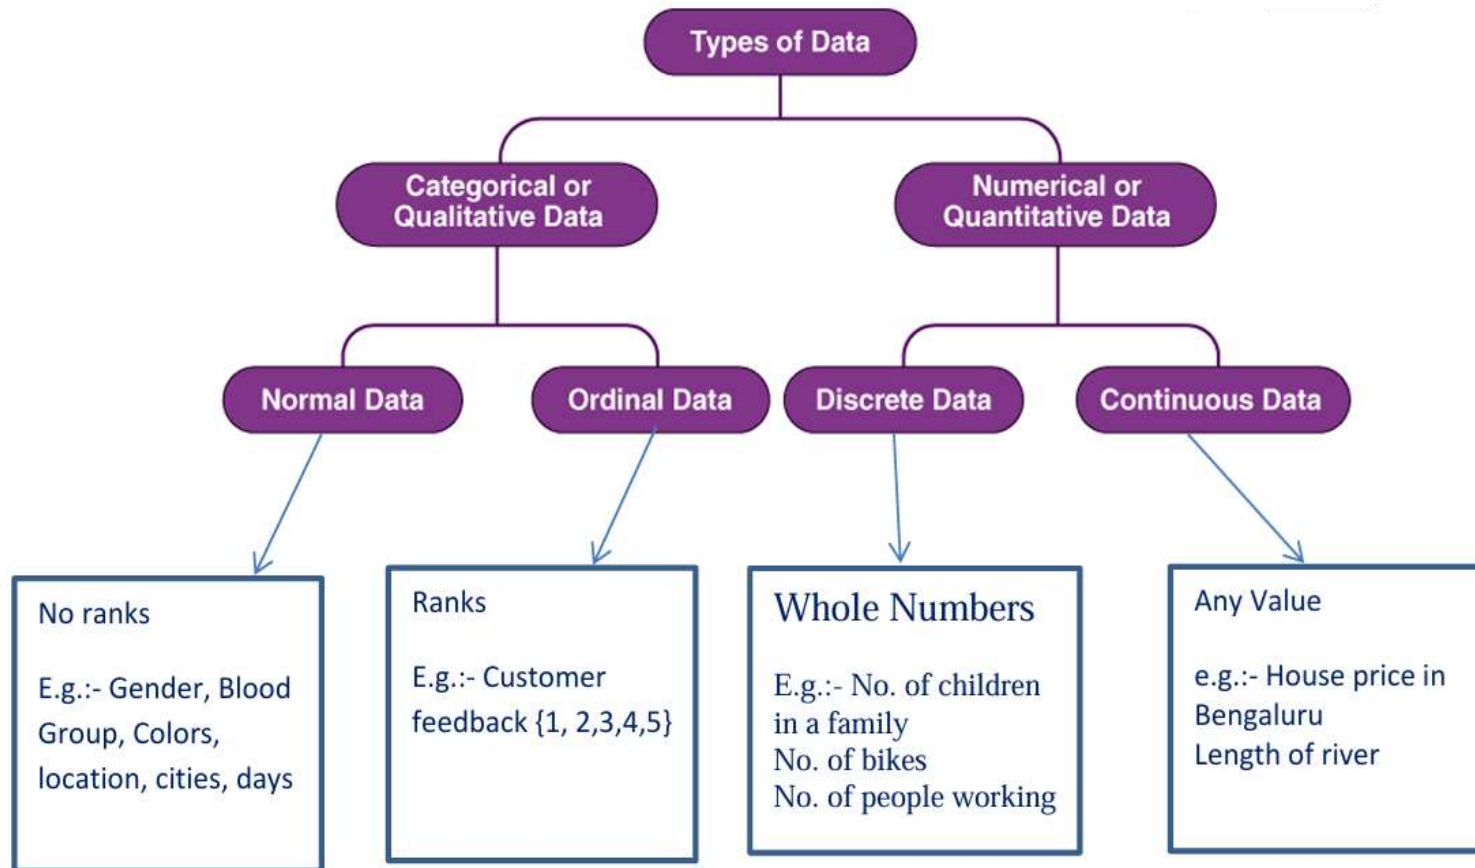 Types of Data
Categorical or
Qualitative Data
Numerical or
Quantitative Data
Normal Data
Ordinal Data
Discrete Data
Continuous Data
No ranks
E.g.:- Gender, Blood
Group, Colors,
location, cities, days
Ranks
E.g.:- Customer
feedback {1, 2,3,4,5}
Whole Numbers
E.g.:- No. of children
in a family
No. of bikes
No. of people working
Any Value
e.g.:- House price in
Bengaluru
Length of river